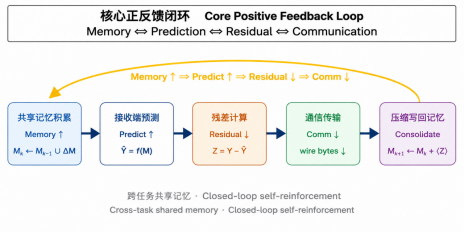 核心正反馈闭环 Core Positive Feedback Loop
Memory ⇔ Prediction ⇔ Residual ⇔ Communication
Memory ↑ ⇒ Predict ↑ ⇒ Residual ↓ ⇒ Comm ↓
共享记忆积累
Memory ↑
Mₖ ← Mₖ₋₁ ∪ ΔM
接收端预测
Predict ↑
Ŷ = f(M)
残差计算
Residual ↓
Z = Y − Ŷ
通信传输
Comm ↓
wire bytes ↓
压缩写回记忆
Consolidate
Mₖ₊₁ ← Mₖ + ⟨Z⟩
跨任务共享记忆 · Closed-loop self-reinforcement
Cross-task shared memory · Closed-loop self-reinforcement